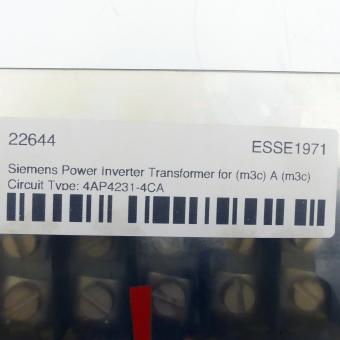 22644 ESSE1971
Siemens Power Inverter Transformer for (m3c) A (m3c)
Circuit Type: 4AP4231-4CA